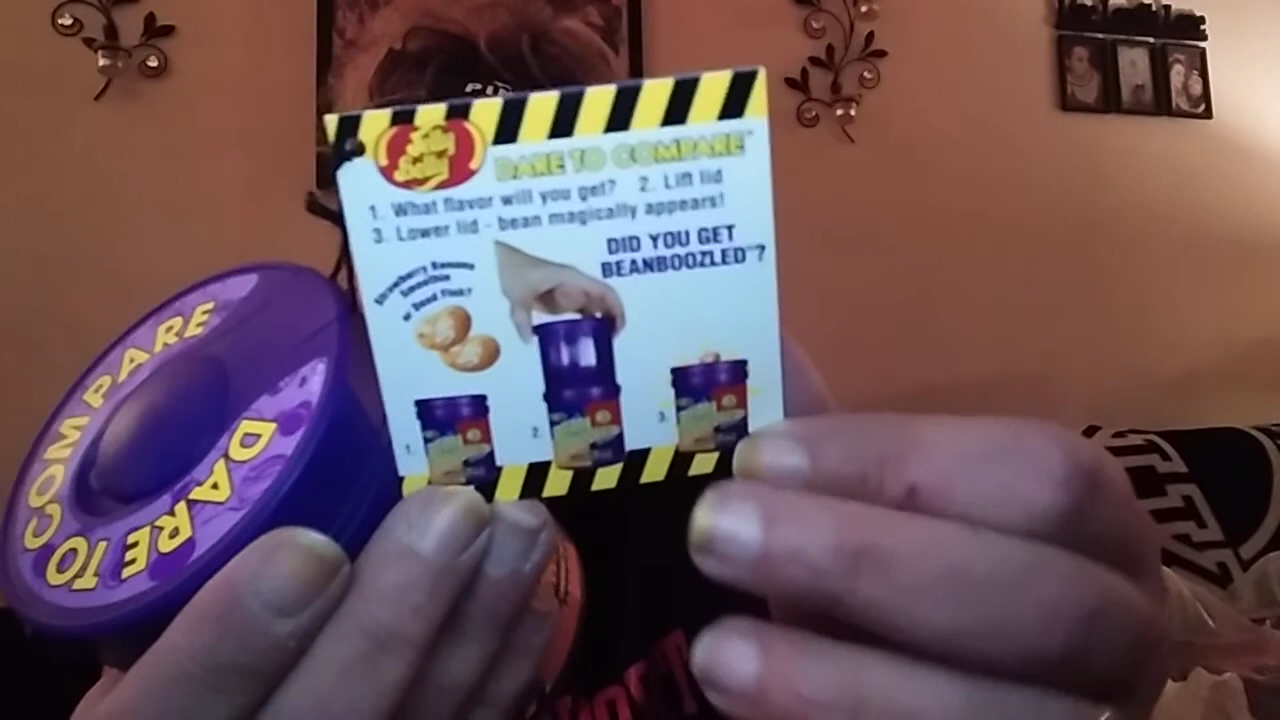 Jelly
Belly
DARE TO COMPARE™
1. What flavor will you get? 2. Lift lid
3. Lower lid - bean magically appears!
DID YOU GET
BEANBOOZLED™?
Strawberry Banana
Smoothie
or Dead Fish?
1.
2.
3.
DARE TO COMPARE